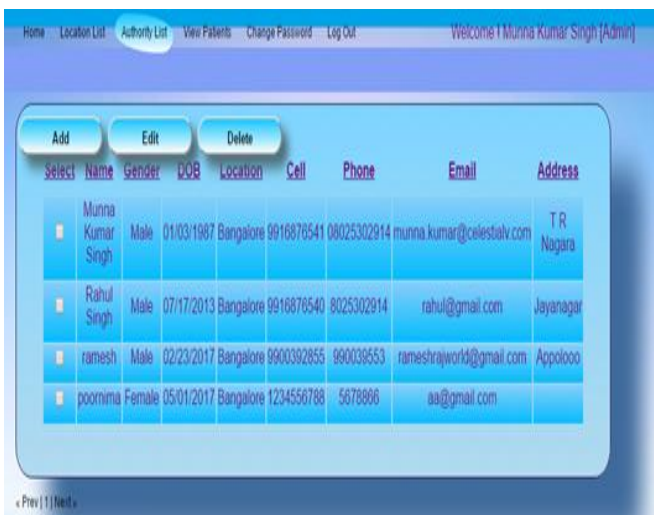 Home Location List Authority List View Patients Change Password Log Out Welcome ! Munna Kumar Singh [Admin]
Add Edit Delete
Select Name Gender DOB Location Cell Phone Email Address
Munna Kumar Singh Male 01/03/1987 Bangalore 9916876541 08025302914 munna.kumar@celestialv.com T R Nagara
Rahul Singh Male 07/17/2013 Bangalore 9916876540 8025302914 rahul@gmail.com Jayanagar
ramesh Male 02/23/2017 Bangalore 9900392855 990039553 rameshrajworld@gmail.com Appolooo
poornima Female 05/01/2017 Bangalore 1234556788 5678866 aa@gmail.com
« Prev | 1 | Next »